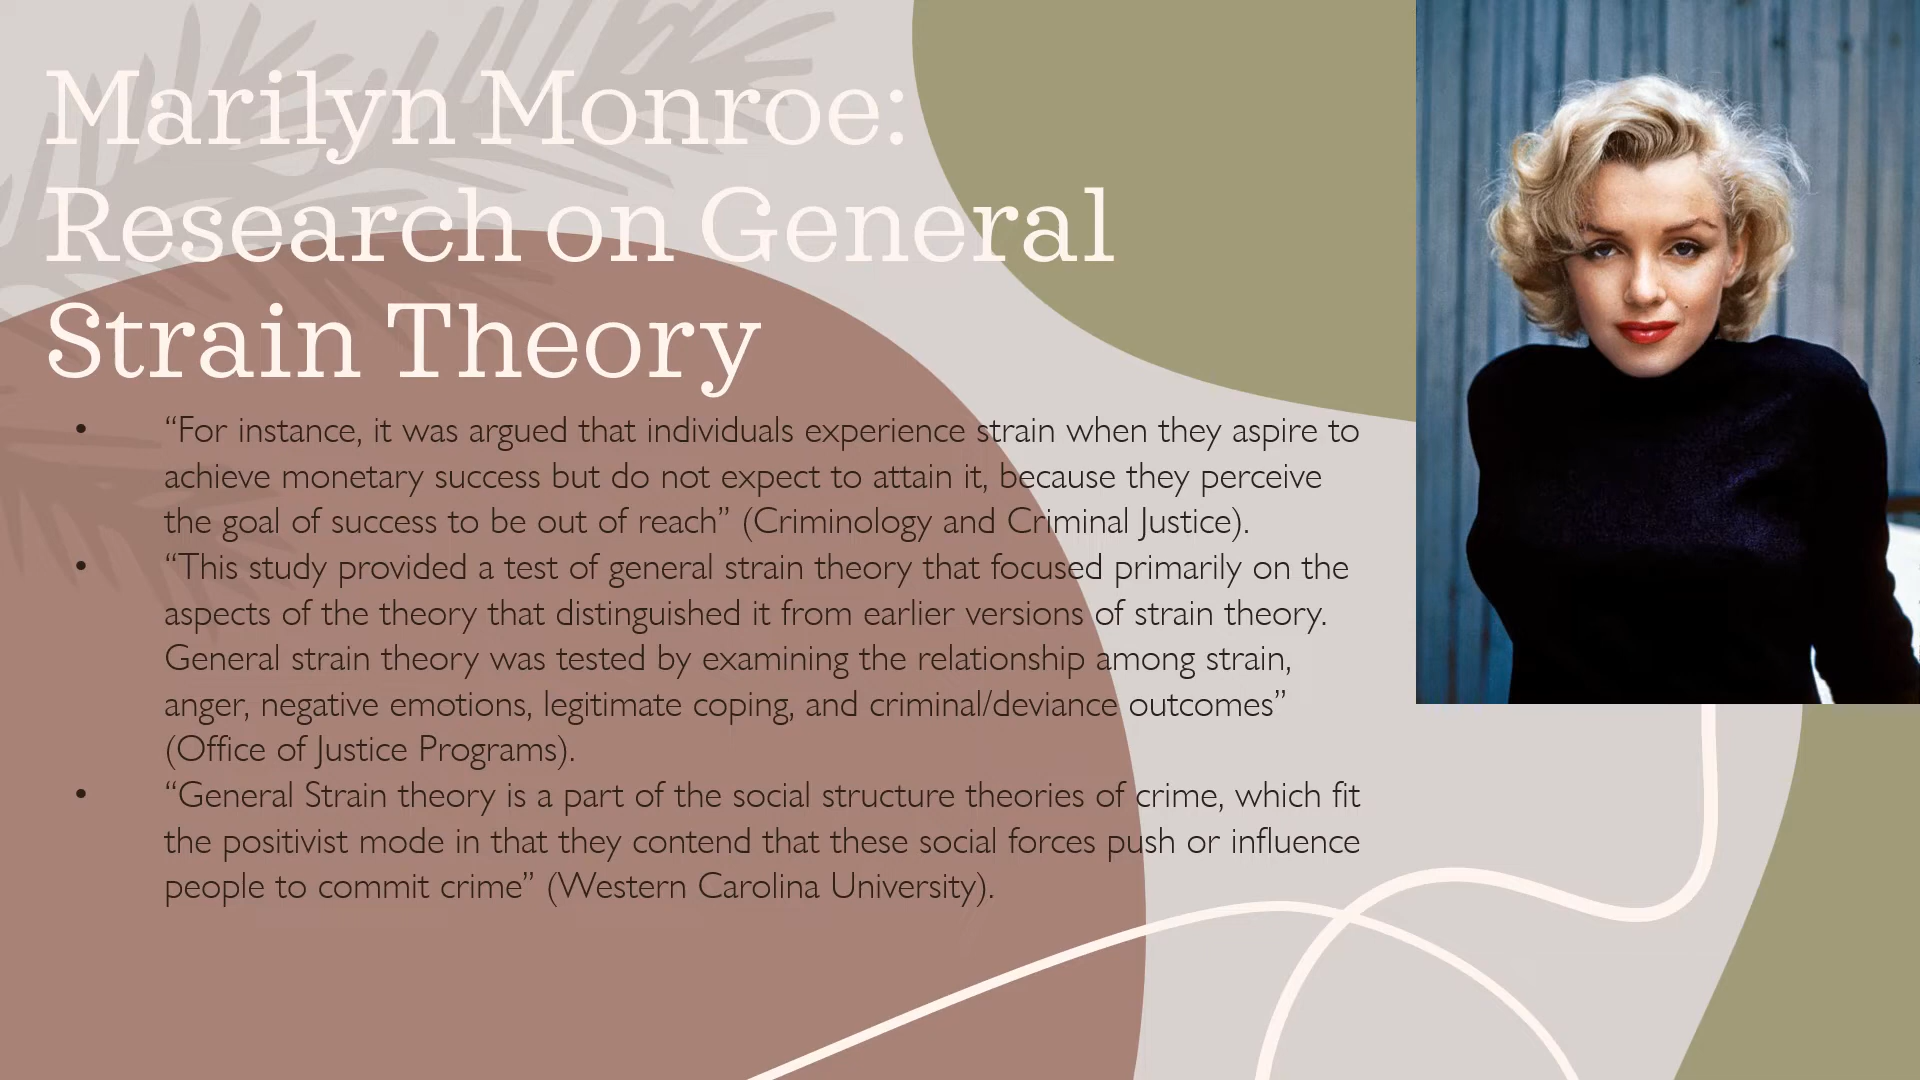 Marilyn Monroe:
Research on General
Strain Theory
• “For instance, it was argued that individuals experience strain when they aspire to
achieve monetary success but do not expect to attain it, because they perceive
the goal of success to be out of reach” (Criminology and Criminal Justice).
• “This study provided a test of general strain theory that focused primarily on the
aspects of the theory that distinguished it from earlier versions of strain theory.
General strain theory was tested by examining the relationship among strain,
anger, negative emotions, legitimate coping, and criminal/deviance outcomes”
(Office of Justice Programs).
• “General Strain theory is a part of the social structure theories of crime, which fit
the positivist mode in that they contend that these social forces push or influence
people to commit crime” (Western Carolina University).